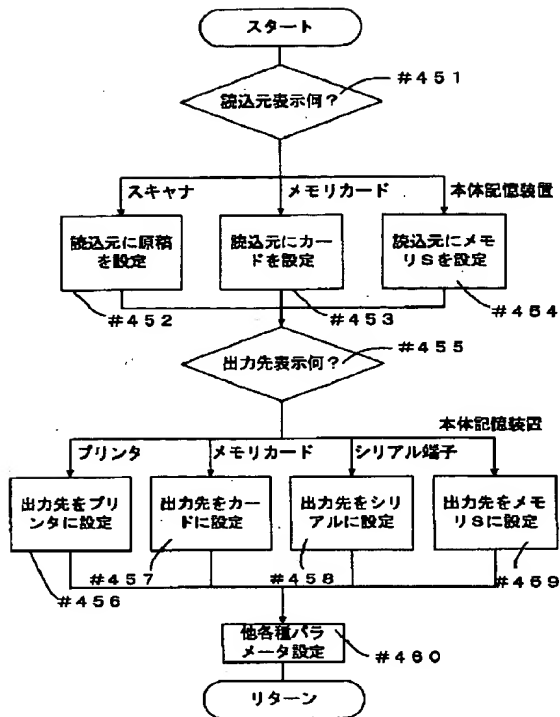 スタート
#451
読込元表示何?
スキャナ
メモリカード
本体記憶装置
読込元に原稿
を設定
読込元にカー
ドを設定
読込元にメモ
リSを設定
#452
#453
#454
#455
出力先表示何?
本体記憶装置
プリンタ
メモリカード
シリアル端子
出力先をプリ
ンタに設定
出力先をカー
ドに設定
出力先をシリ
アルに設定
出力先をメモ
リSに設定
#456
#457
#458
#459
他各種パラ
メータ設定
#460
リターン